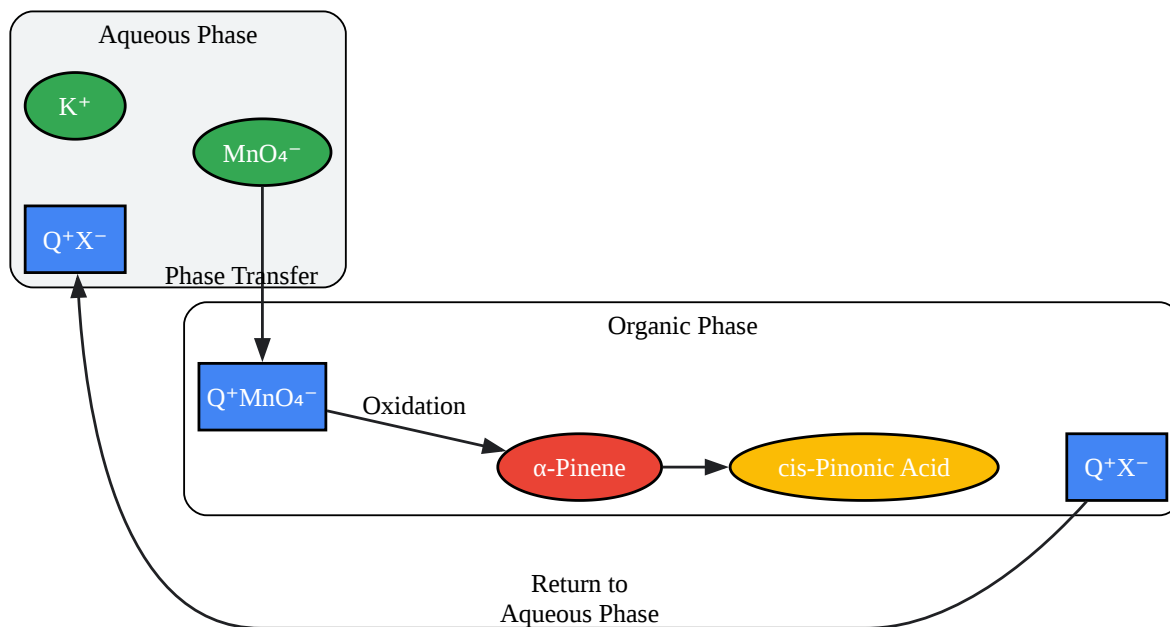 Aqueous Phase
K⁺
MnO₄⁻
Q⁺X⁻
Phase Transfer
Organic Phase
Q⁺MnO₄⁻
Oxidation
α-Pinene
cis-Pinonic Acid
Q⁺X⁻
Return to
Aqueous Phase